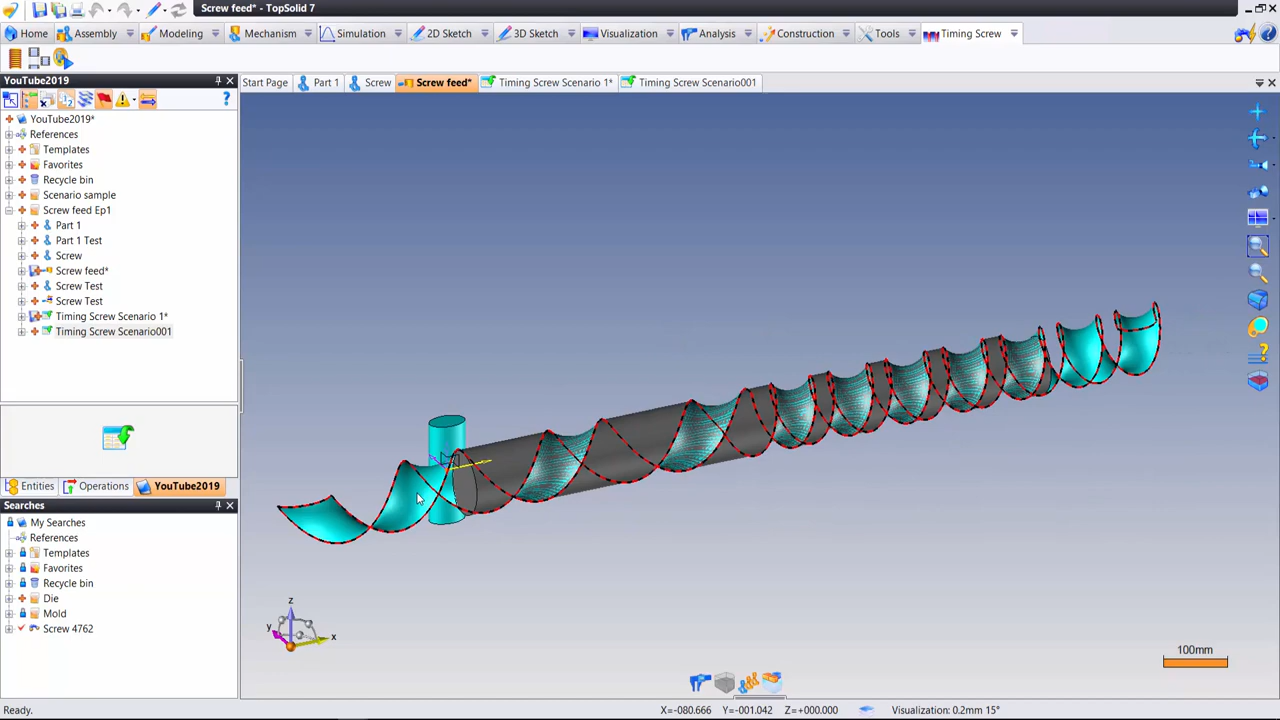 Screw feed* - TopSolid 7
Home Assembly Modeling Mechanism Simulation 2D Sketch 3D Sketch Visualization Analysis Construction Tools Timing Screw
YouTube2019
Start Page Part 1 Screw Screw feed* Timing Screw Scenario 1* Timing Screw Scenario001
YouTube2019*
References
Templates
Favorites
Recycle bin
Scenario sample
Screw feed Ep1
Part 1
Part 1 Test
Screw
Screw feed*
Screw Test
Screw Test
Timing Screw Scenario 1*
Timing Screw Scenario001
Entities Operations YouTube2019
Searches
My Searches
References
Templates
Favorites
Recycle bin
Die
Mold
Screw 4762
z
y
x
100mm
Ready.
X=-080.666 Y=-001.042 Z=+000.000 Visualization: 0.2mm 15°